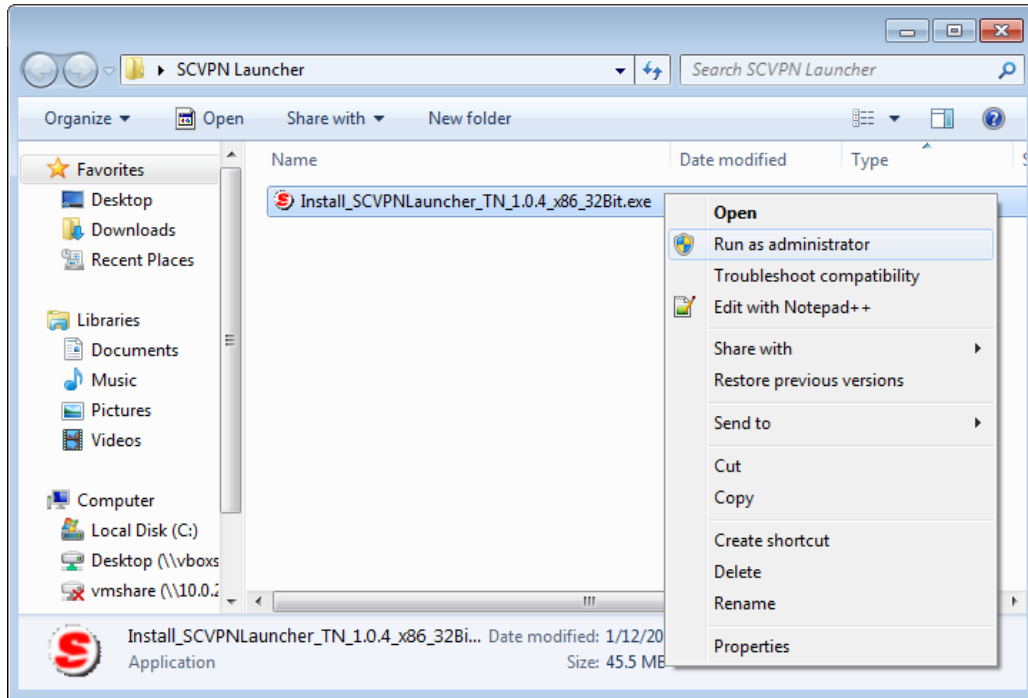 SCVPN Launcher
Search SCVPN Launcher
Organize
Open
Share with
New folder
Favorites
Desktop
Downloads
Recent Places
Libraries
Documents
Music
Pictures
Videos
Computer
Local Disk (C:)
Desktop (\\vboxs
vmshare (\\10.0.2
Name
Date modified
Type
Install_SCVPNLauncher_TN_1.0.4_x86_32Bit.exe
Open
Run as administrator
Troubleshoot compatibility
Edit with Notepad++
Share with
Restore previous versions
Send to
Cut
Copy
Create shortcut
Delete
Rename
Properties
Install_SCVPNLauncher_TN_1.0.4_x86_32Bi... Date modified: 1/12/20
Application Size: 45.5 MB